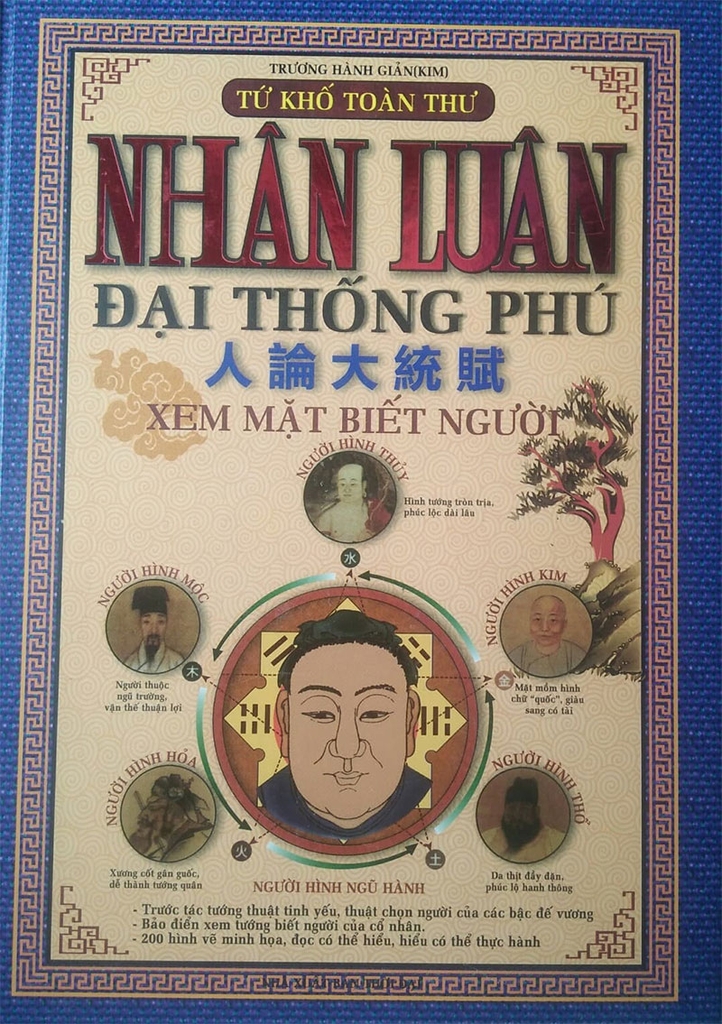 TRƯƠNG HÀNH GIẢN(KIM)
TỨ KHỐ TOÀN THƯ
NHÂN LUÂN
ĐẠI THỐNG PHÚ
人論大統賦
XEM MẶT BIẾT NGƯỜI
NGƯỜI HÌNH THỦY
Hình tướng tròn trịa,
phúc lộc dài lâu
水
NGƯỜI HÌNH MỘC
木
Người thuộc
ngũ trường,
vận thế thuận lợi
NGƯỜI HÌNH KIM
金
Mặt mồm hình
chữ "quốc", giàu
sang có tài
NGƯỜI HÌNH HỎA
火
Xương cốt gân guốc,
dễ thành tướng quân
NGƯỜI HÌNH THỔ
土
Da thịt đầy đặn,
phúc lộ hanh thông
NGƯỜI HÌNH NGŨ HÀNH
- Trước tác tướng thuật tinh yếu, thuật chọn người của các bậc đế vương
- Bảo điển xem tướng biết người của cổ nhân.
- 200 hình vẽ minh họa, đọc có thể hiểu, hiểu có thể thực hành
NHÀ XUẤT BẢN THỜI ĐẠI